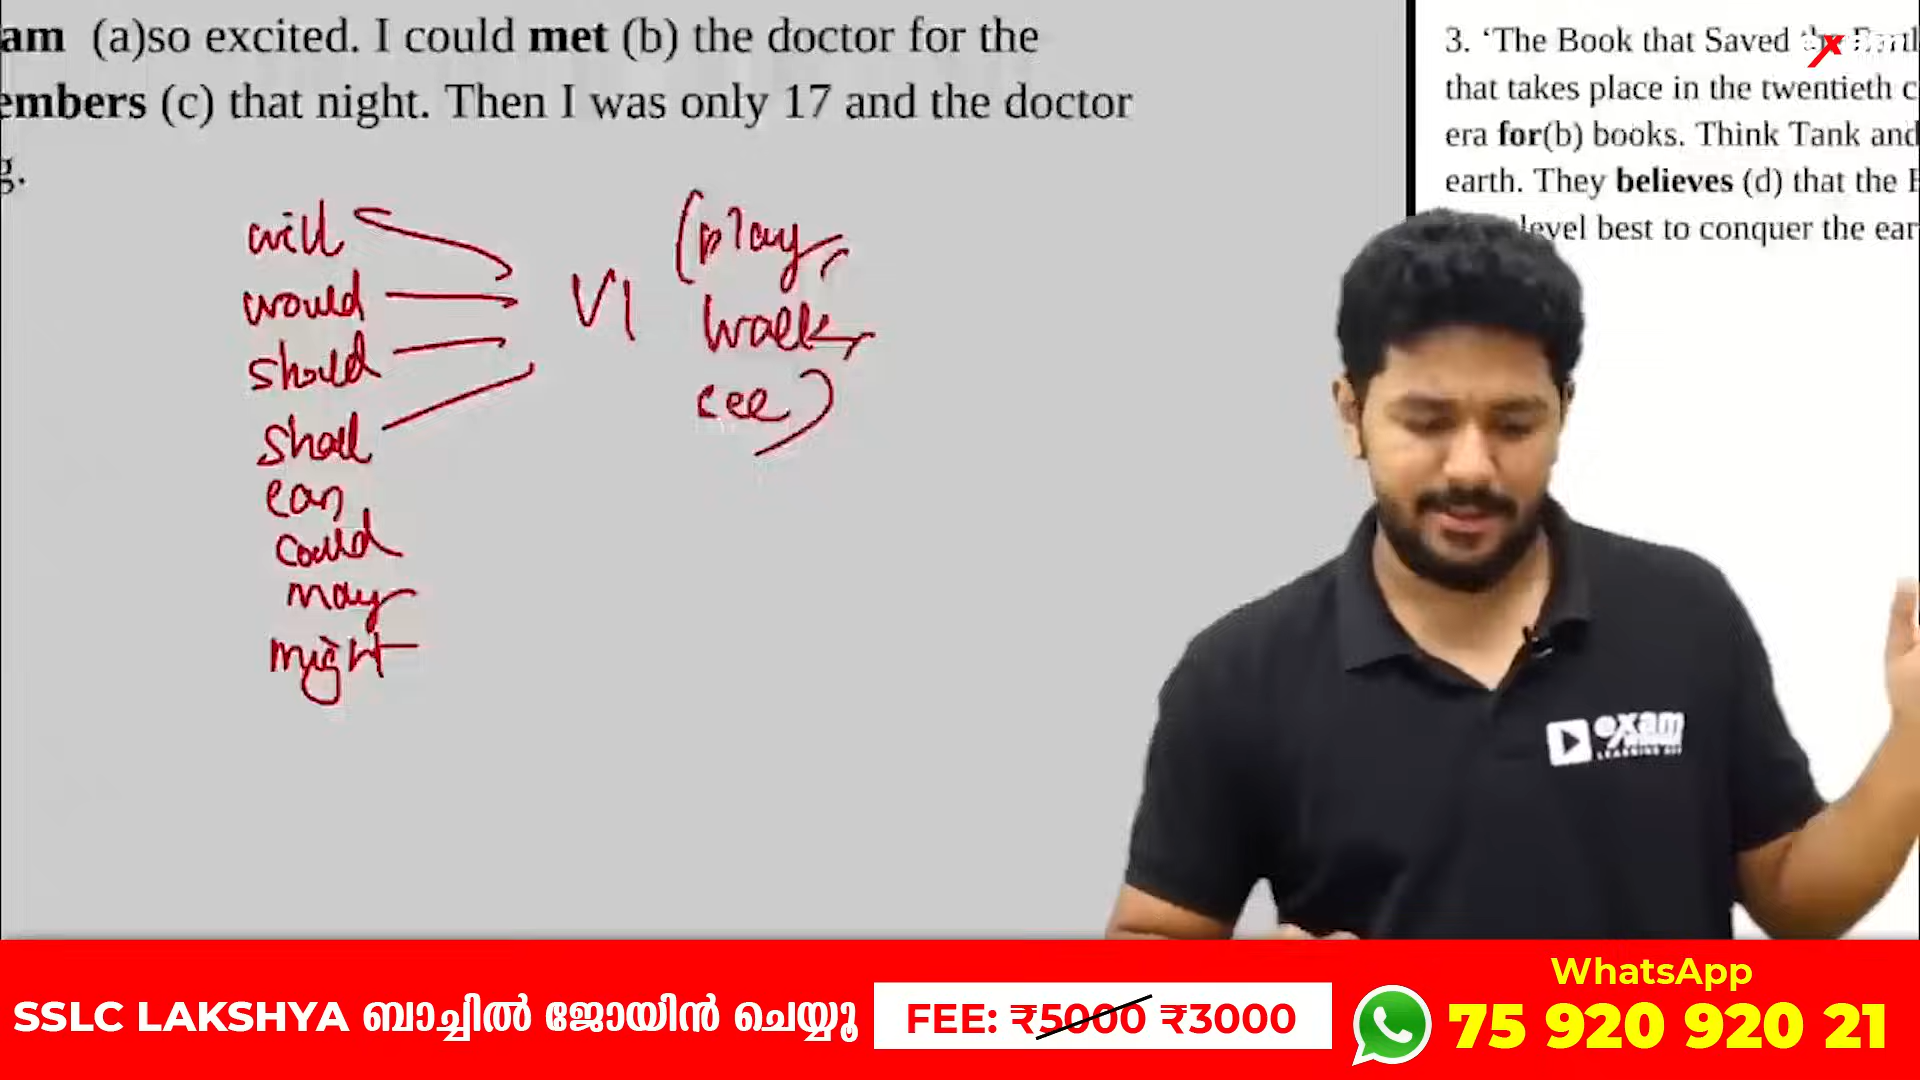 am (a)so excited. I could met (b) the doctor for the
embers (c) that night. Then I was only 17 and the doctor
g.
will
would
should
shall
can
could
may
might
V1
(play,
walk,
see)
3. ‘The Book that Saved the Eart
that takes place in the twentieth c
era for(b) books. Think Tank and
earth. They believes (d) that the E
level best to conquer the ear
exam
SSLC LAKSHYA ബാച്ചിൽ ജോയിൻ ചെയ്യൂ
FEE: ₹5000 ₹3000
WhatsApp
75 920 920 21